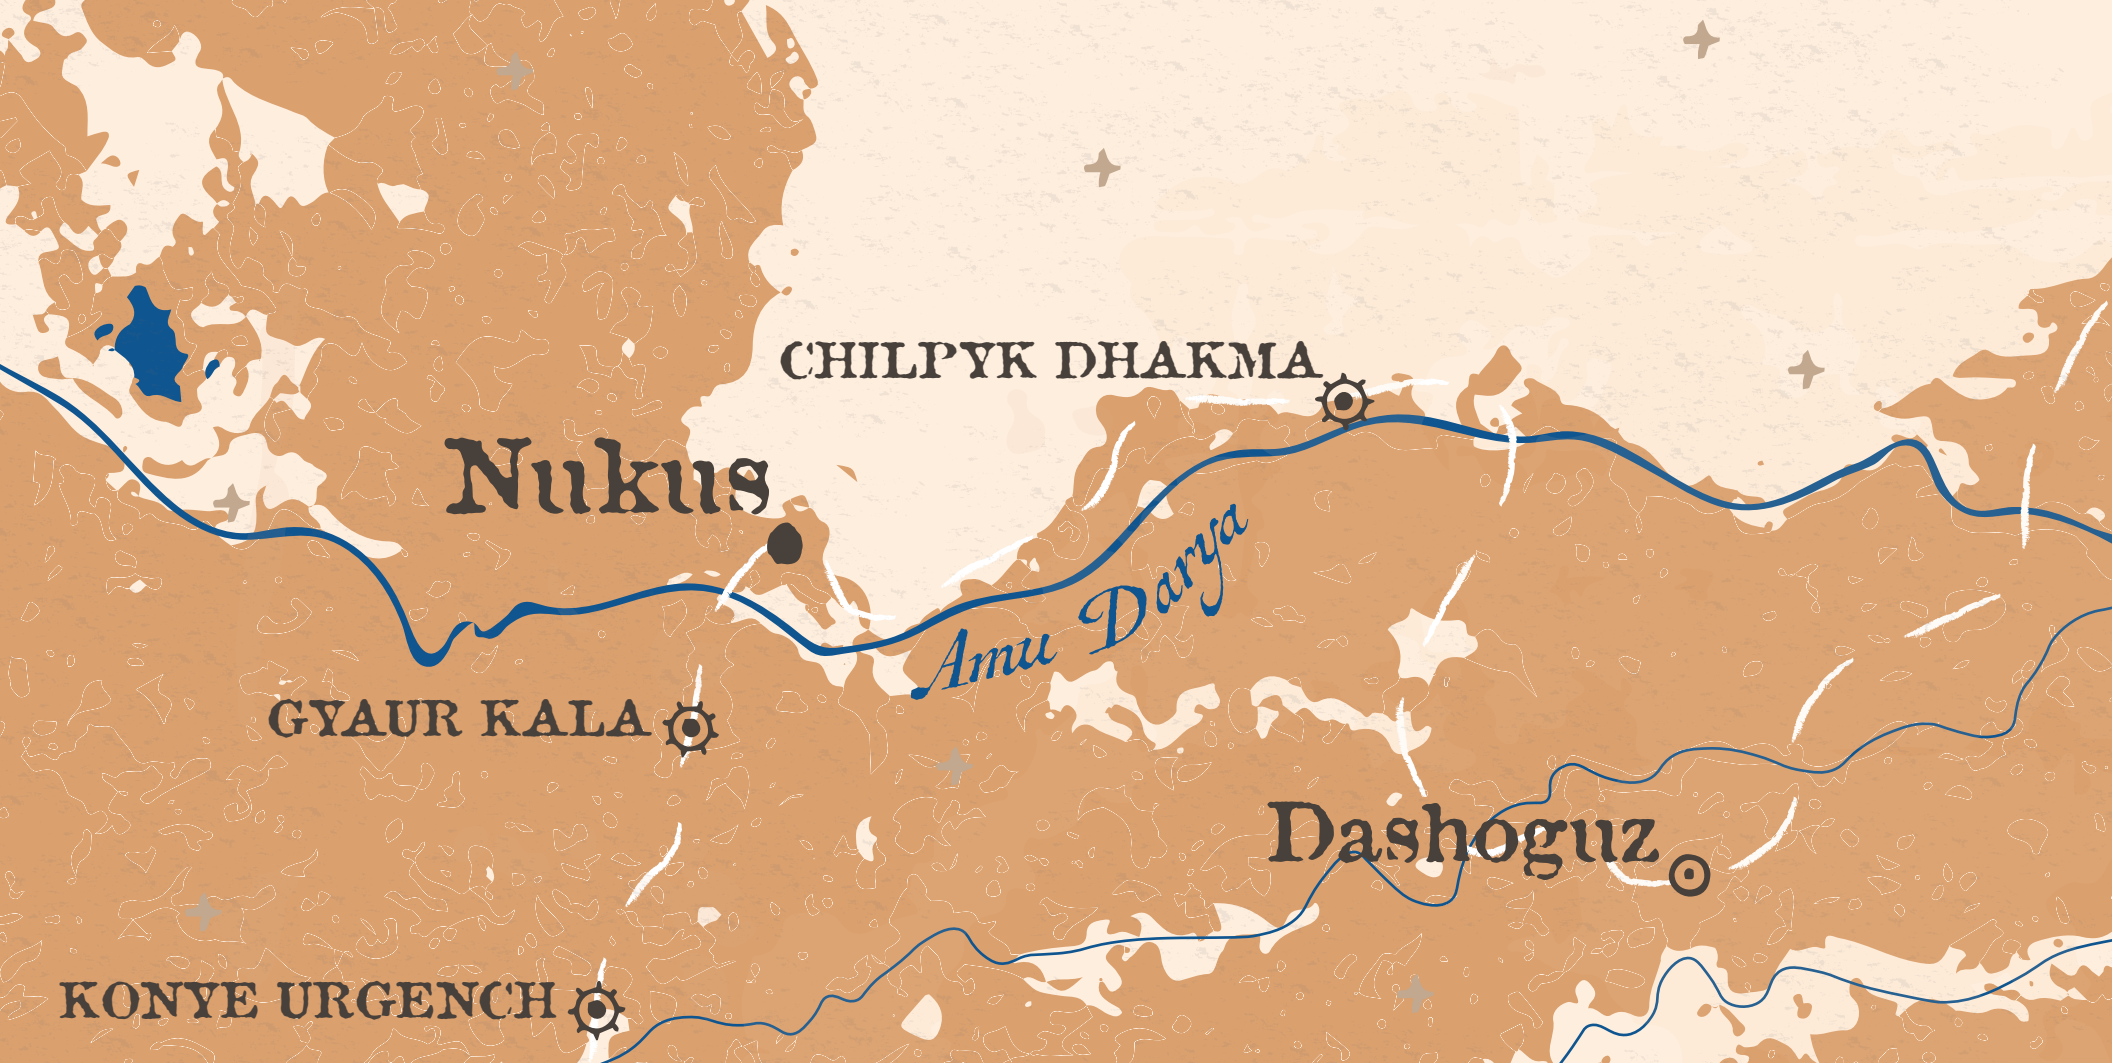 CHILPYK DHAKMA
Nukus
Amu Darya
GYAUR KALA
Dashoguz
KONYE URGENCH